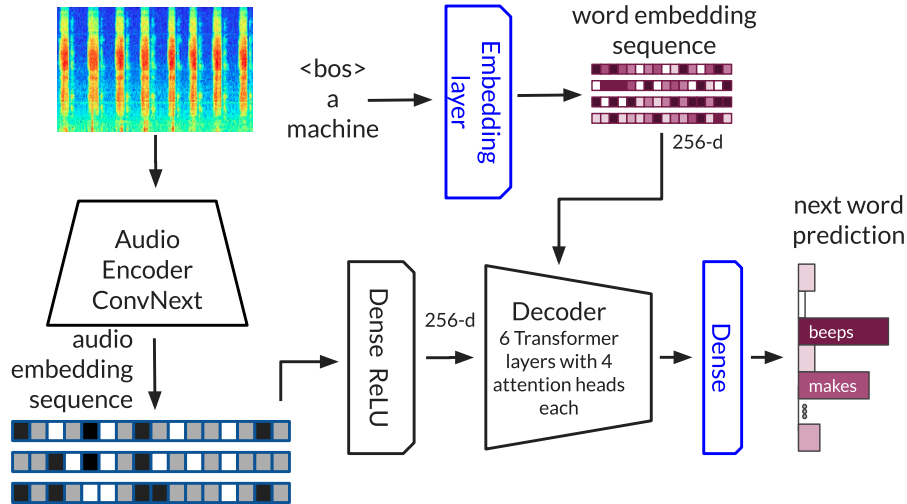 <bos>
a
machine
Embedding
layer
word embedding
sequence
256-d
Audio
Encoder
ConvNext
audio
embedding
sequence
Dense ReLU
256-d
Decoder
6 Transformer
layers with 4
attention heads
each
Dense
next word
prediction
beeps
makes